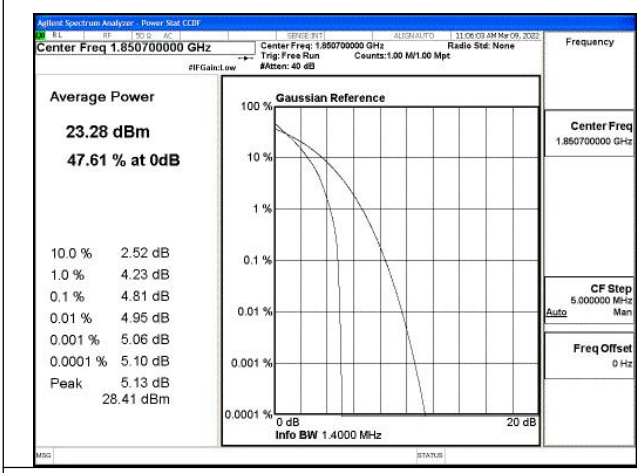 Agilent Spectrum Analyzer - Power Stat CCDF
RL RF 50 Ω AC SENSE:INT ALIGNAUTO 11:06:03 AM Mar 09, 2022
Center Freq 1.850700000 GHz
Center Freq: 1.850700000 GHz Radio Std: None
Trig: Free Run Counts:1.00 M/1.00 Mpt
#IFGain:Low #Atten: 40 dB
Frequency
Average Power
23.28 dBm
47.61 % at 0dB
10.0 % 2.52 dB
1.0 % 4.23 dB
0.1 % 4.81 dB
0.01 % 4.95 dB
0.001 % 5.06 dB
0.0001 % 5.10 dB
Peak 5.13 dB
28.41 dBm
Gaussian Reference
100 %
10 %
1 %
0.1 %
0.01 %
0.001 %
0.0001 %
0 dB 20 dB
Info BW 1.4000 MHz
Center Freq
1.850700000 GHz
CF Step
5.000000 MHz
Auto Man
Freq Offset
0 Hz
MSG STATUS